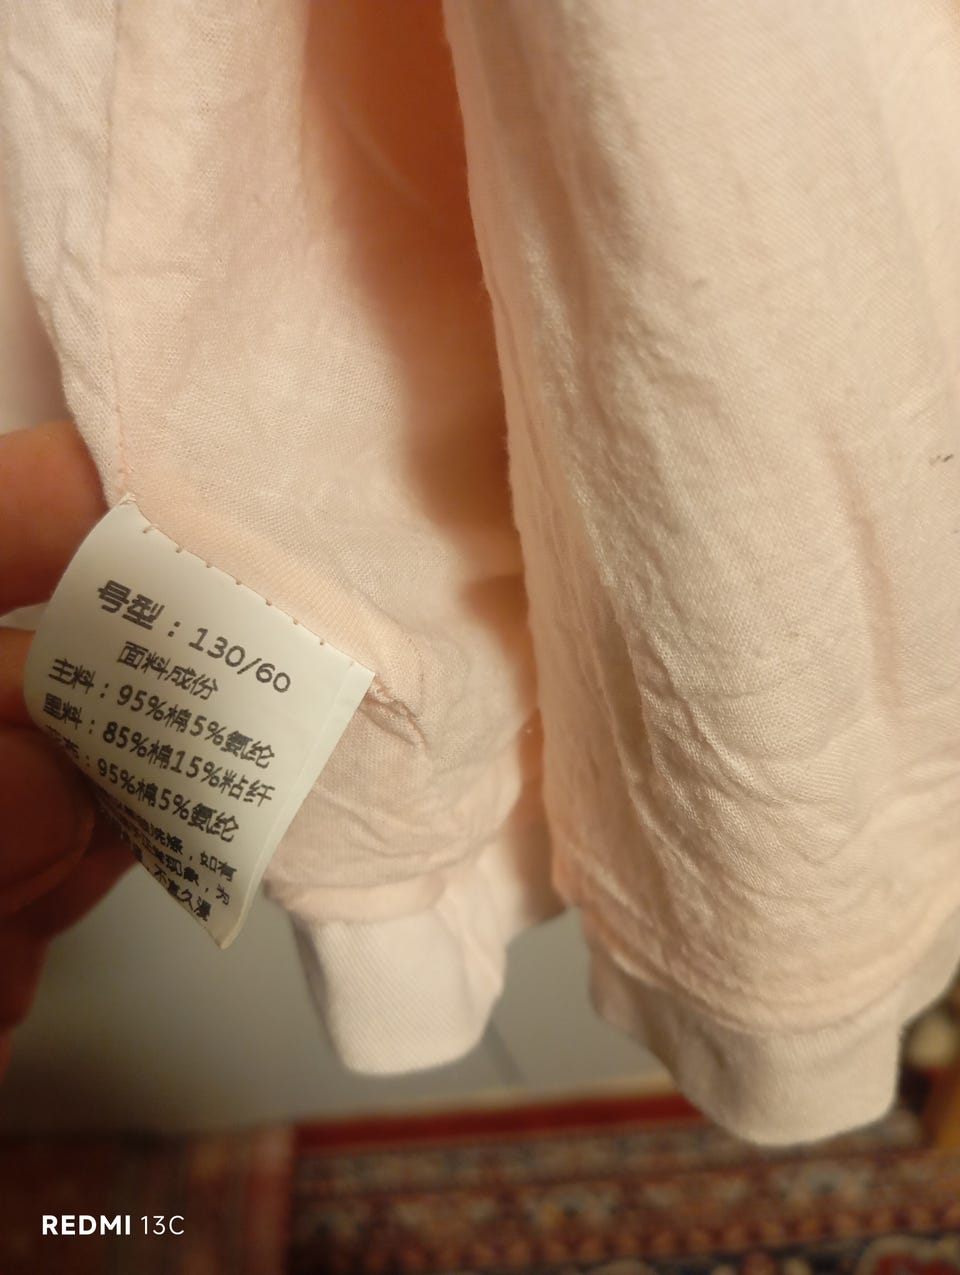 号型：130/60
面料成份
主料：95%棉5%氨纶
里料：85%棉15%粘纤
：95%棉5%氨纶
，如有
，为
，不宜久浸
REDMI 13C